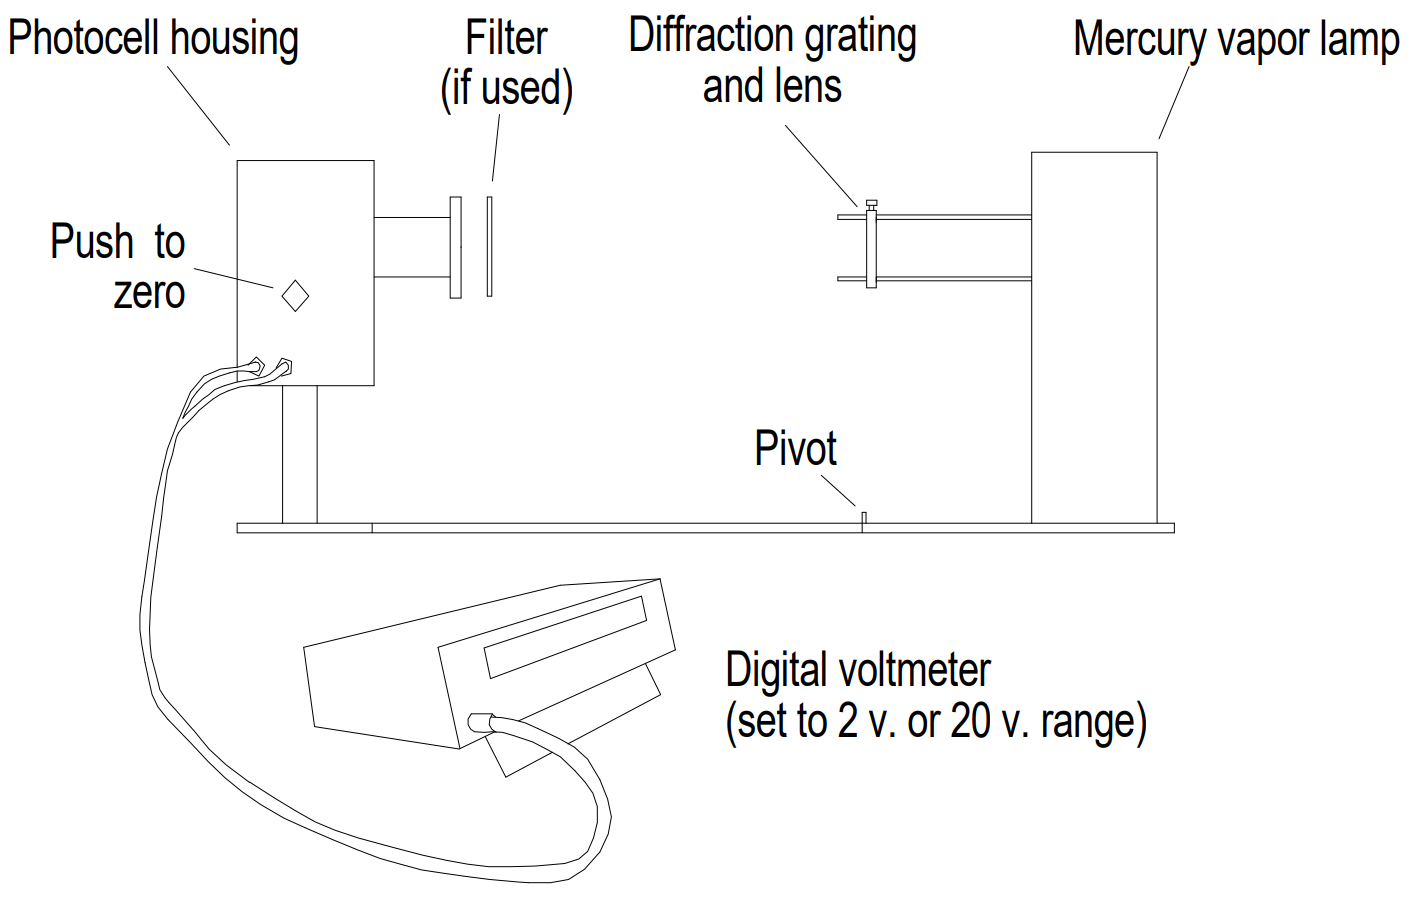 Photocell housing
Filter
(if used)
Diffraction grating
and lens
Mercury vapor lamp
Push to
zero
Pivot
Digital voltmeter
(set to 2 v. or 20 v. range)